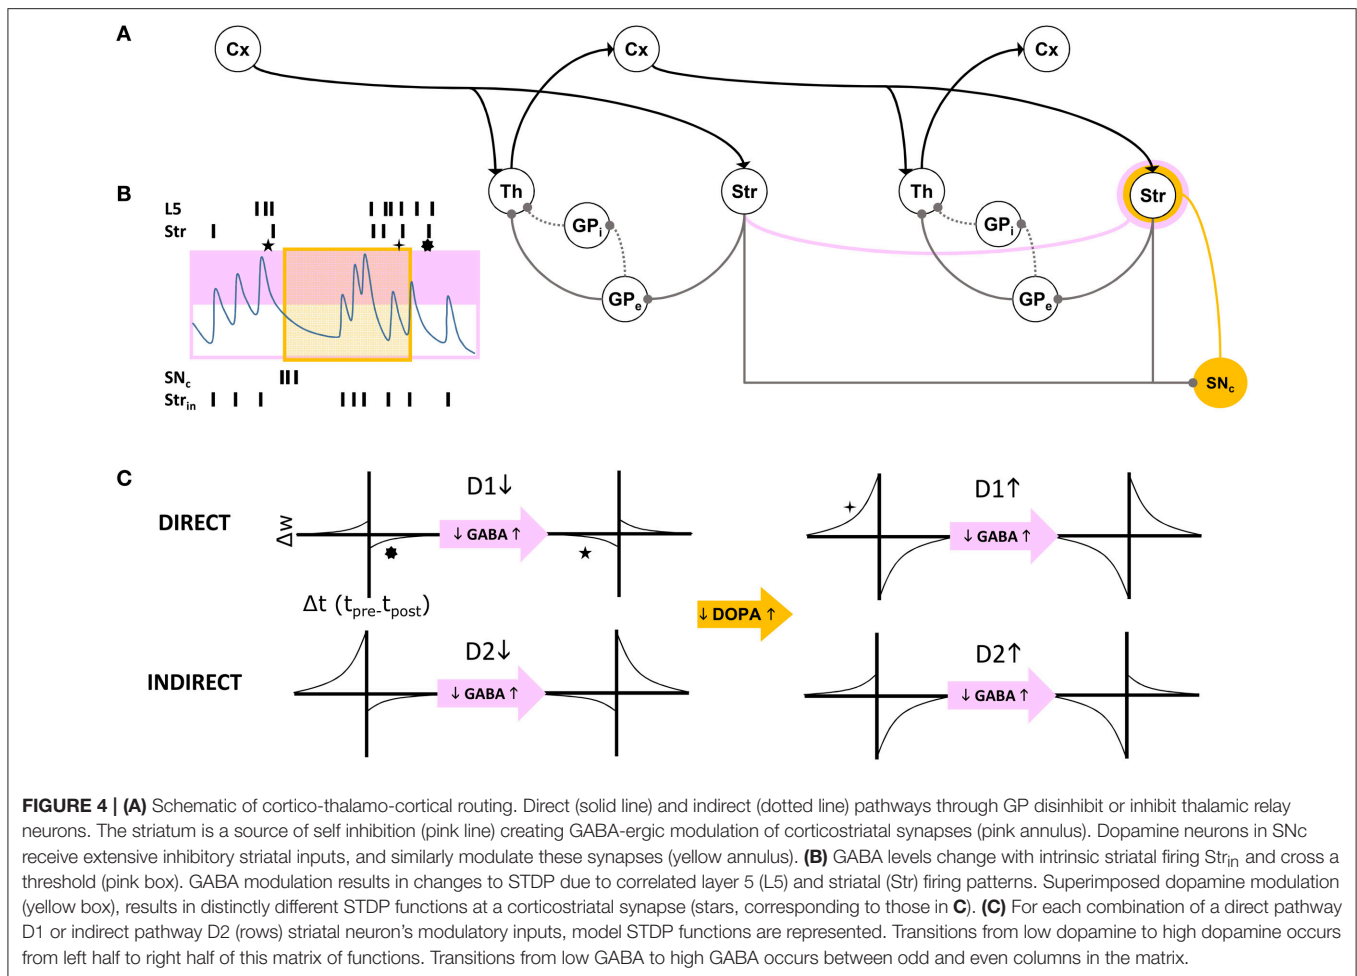 A
Cx
Cx
Cx
Th
Str
Th
Str
GPi
GPi
GPe
GPe
SNc
B
L5
Str
SNc
Strin
C
DIRECT
Δw
D1↓
↓ GABA ↑
D1↑
↓ GABA ↑
Δt (tpre-tpost)
↓ DOPA ↑
INDIRECT
D2↓
↓ GABA ↑
D2↑
↓ GABA ↑
FIGURE 4 | (A) Schematic of cortico-thalamo-cortical routing. Direct (solid line) and indirect (dotted line) pathways through GP disinhibit or inhibit thalamic relay
neurons. The striatum is a source of self inhibition (pink line) creating GABA-ergic modulation of corticostriatal synapses (pink annulus). Dopamine neurons in SNc
receive extensive inhibitory striatal inputs, and similarly modulate these synapses (yellow annulus). (B) GABA levels change with intrinsic striatal firing Strin and cross a
threshold (pink box). GABA modulation results in changes to STDP due to correlated layer 5 (L5) and striatal (Str) firing patterns. Superimposed dopamine modulation
(yellow box), results in distinctly different STDP functions at a corticostriatal synapse (stars, corresponding to those in C). (C) For each combination of a direct pathway
D1 or indirect pathway D2 (rows) striatal neuron's modulatory inputs, model STDP functions are represented. Transitions from low dopamine to high dopamine occurs
from left half to right half of this matrix of functions. Transitions from low GABA to high GABA occurs between odd and even columns in the matrix.